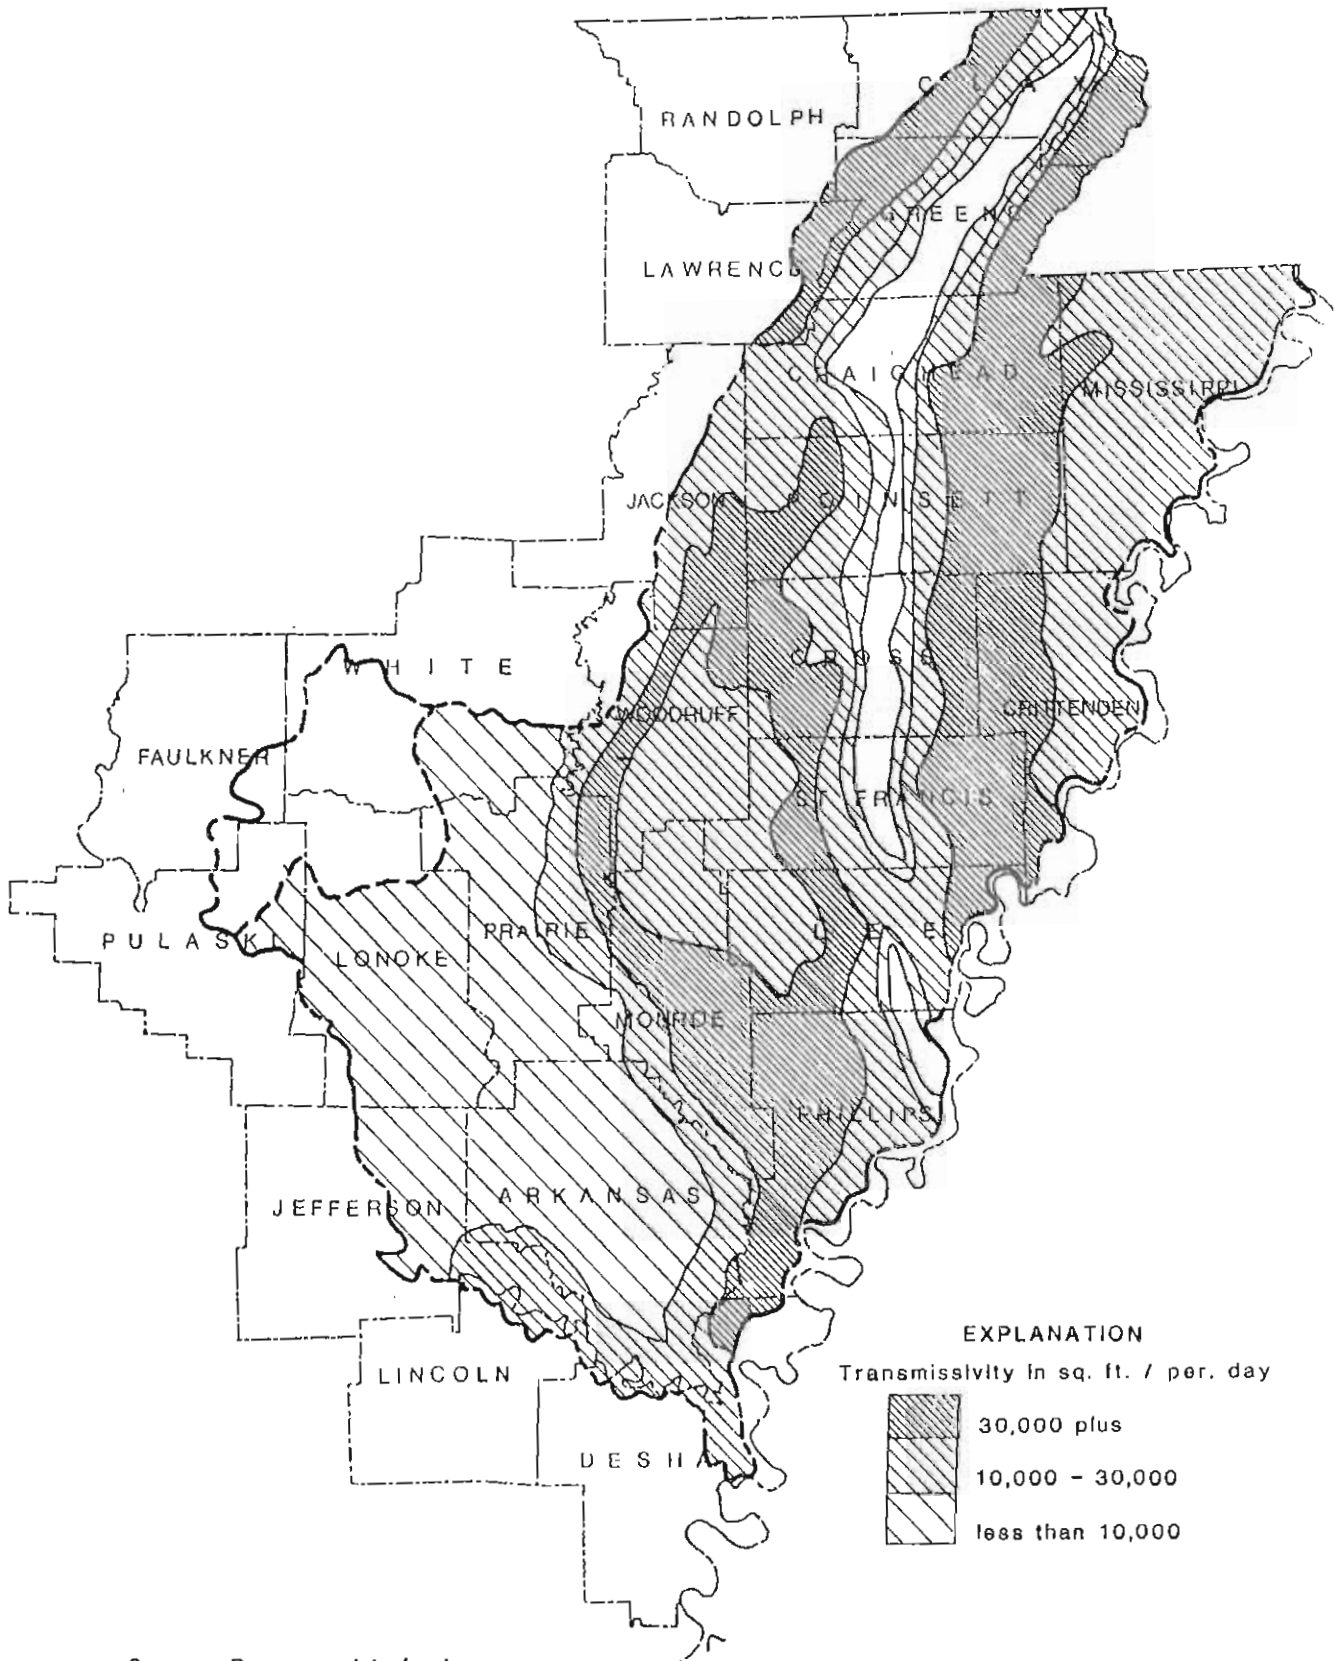 CLAY
RANDOLPH
GREENE
LAWRENCE
CRAIGHEAD
MISSISSIPPI
JACKSON
POINSETT
CROSS
WHITE
WOODRUFF
CRITTENDEN
FAULKNER
ST FRANCIS
PRAIRIE
LEE
PULASKI
LONOKE
MONROE
PHILLIPS
ARKANSAS
JEFFERSON
EXPLANATION
Transmissivity in sq. ft. / per. day
LINCOLN
30,000 plus
DESHA
10,000 - 30,000
less than 10,000